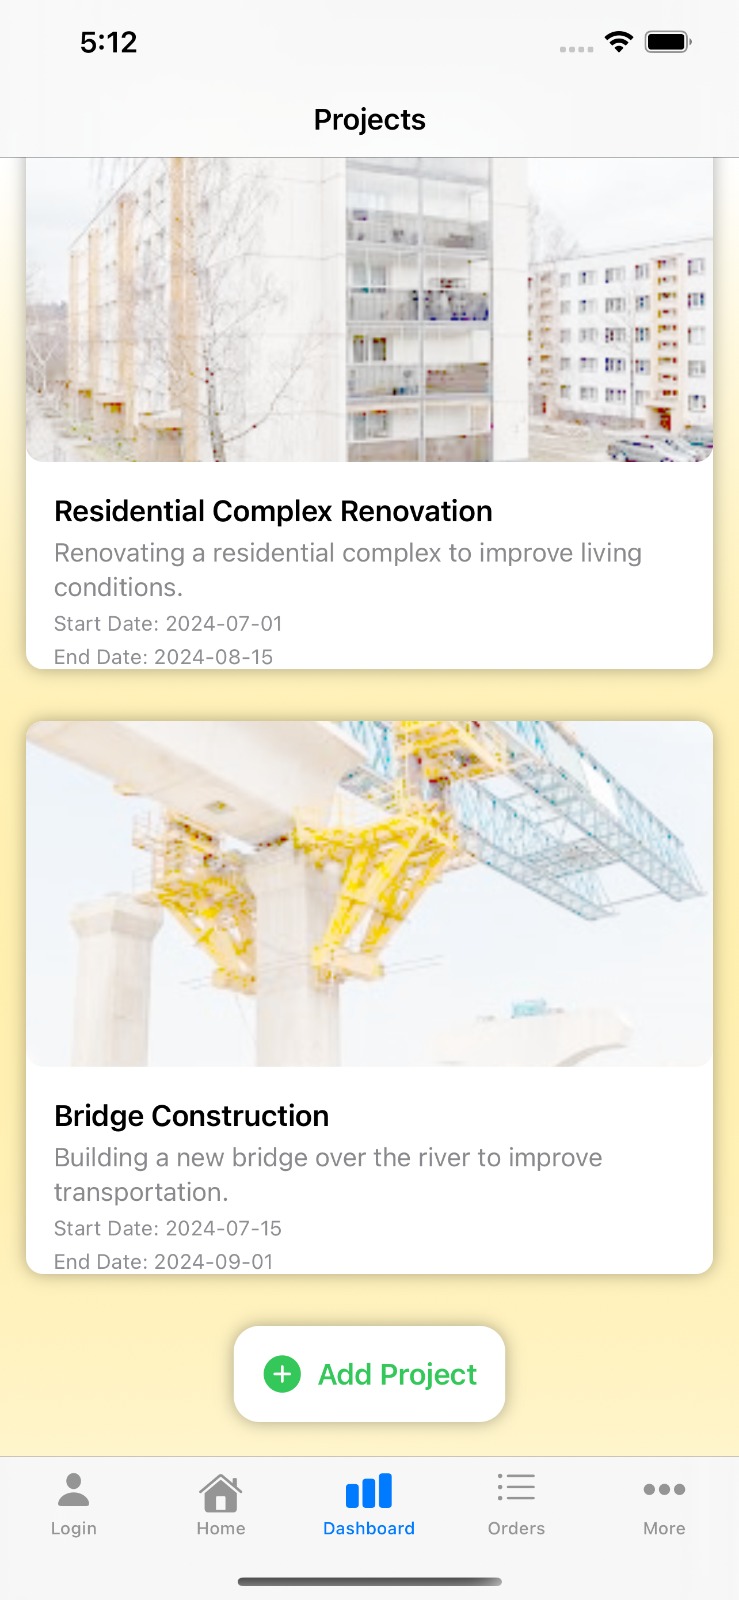 5:12
Projects
Residential Complex Renovation
Renovating a residential complex to improve living
conditions.
Start Date: 2024-07-01
End Date: 2024-08-15
Bridge Construction
Building a new bridge over the river to improve
transportation.
Start Date: 2024-07-15
End Date: 2024-09-01
Add Project
Login
Home
Dashboard
Orders
More